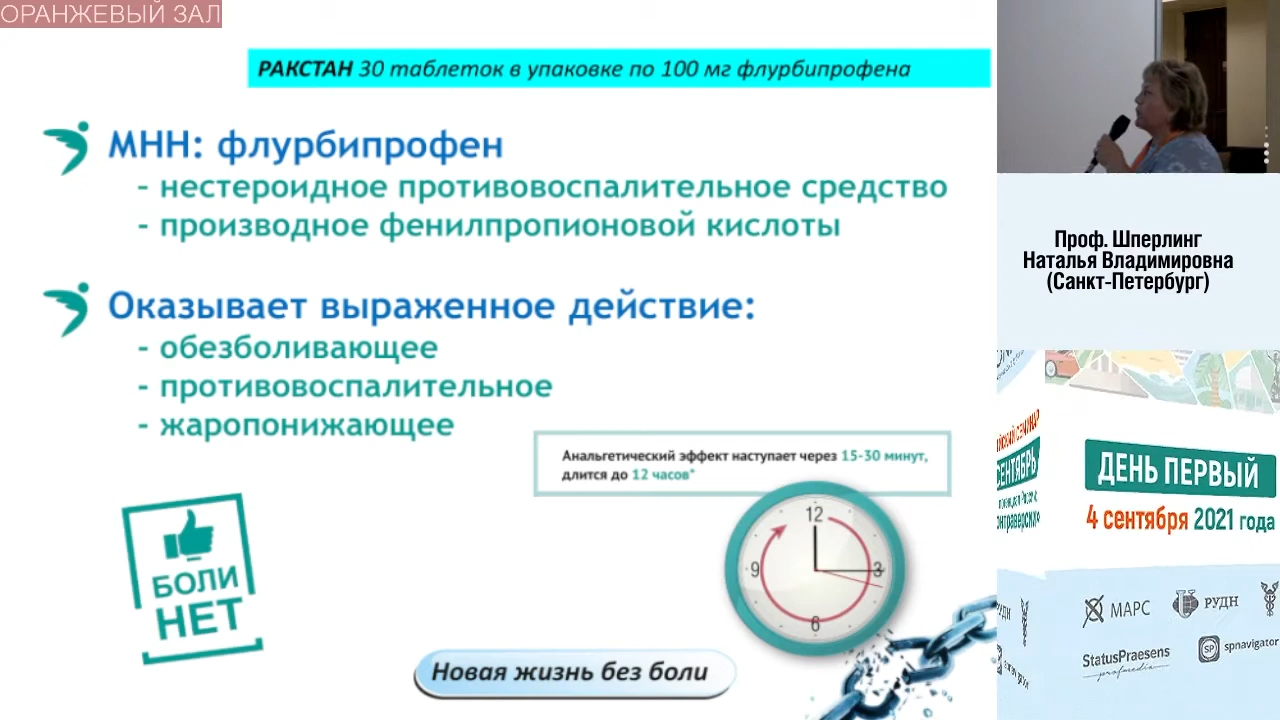 ОРАНЖЕВЫЙ ЗАЛ
РАКСТАН 30 таблеток в упаковке по 100 мг флурбипрофена
МНН: флурбипрофен
- нестероидное противовоспалительное средство
- производное фенилпропионовой кислоты
Оказывает выраженное действие:
- обезболивающее
- противовоспалительное
- жаропонижающее
Анальгетический эффект наступает через 15-30 минут,
длится до 12 часов*
12
9
3
6
БОЛИ
НЕТ
Новая жизнь без боли
Проф. Шперлинг
Наталья Владимировна
(Санкт-Петербург)
ДЕНЬ ПЕРВЫЙ
4 сентября 2021 года
МАРС
РУДН
StatusPraesens
profmedia
SP
spnavigator